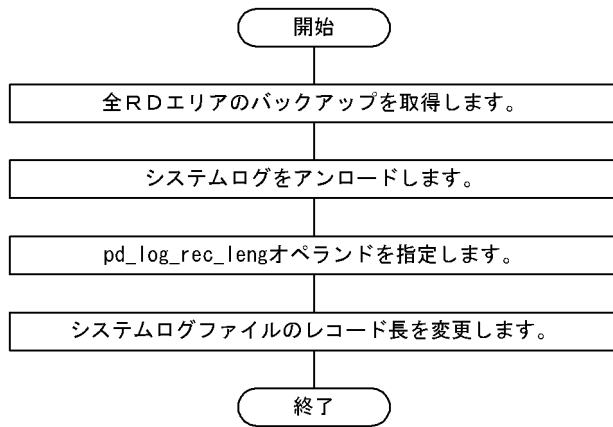 開始
全ＲＤエリアのバックアップを取得します。
システムログをアンロードします。
pd_log_rec_lengオペランドを指定します。
システムログファイルのレコード長を変更します。
終了